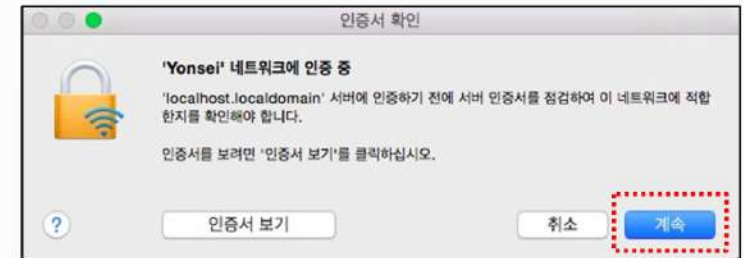 인증서 확인
'Yonsei' 네트워크에 인증 중
'localhost.localdomain' 서버에 인증하기 전에 서버 인증서를 점검하여 이 네트워크에 적합
한지를 확인해야 합니다.
인증서를 보려면 '인증서 보기'를 클릭하십시오.
? 인증서 보기 취소 계속